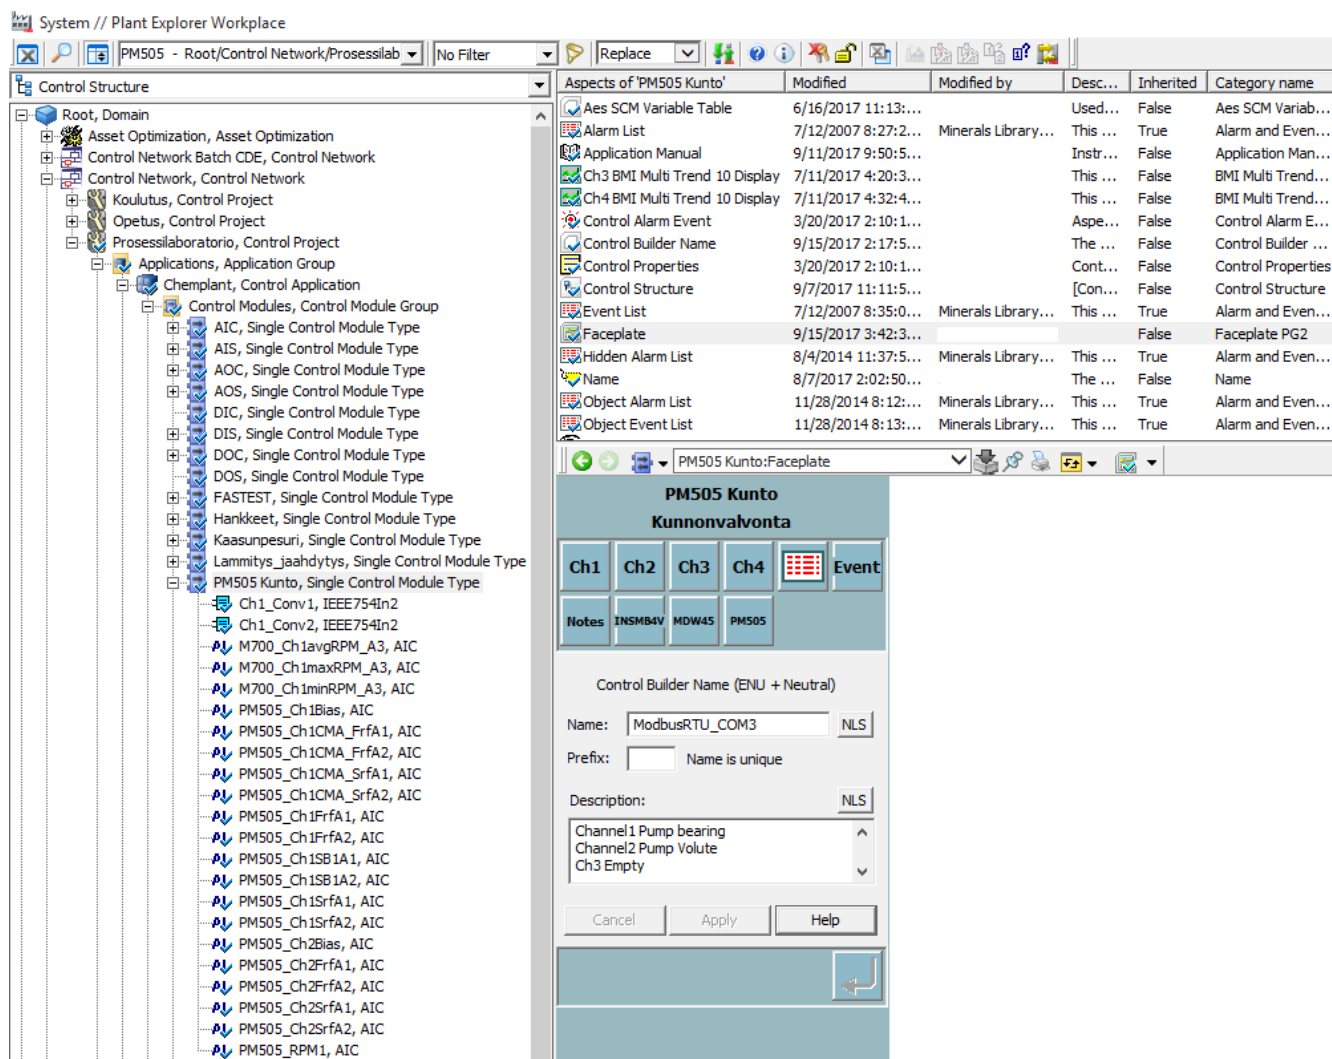 System // Plant Explorer Workplace
PM505 - Root/Control Network/Prosessilab
No Filter
Replace
Control Structure
Root, Domain
Asset Optimization, Asset Optimization
Control Network Batch CDE, Control Network
Control Network, Control Network
Koulutus, Control Project
Opetus, Control Project
Prosessilaboratorio, Control Project
Applications, Application Group
Chemplant, Control Application
Control Modules, Control Module Group
AIC, Single Control Module Type
AIS, Single Control Module Type
AOC, Single Control Module Type
AOS, Single Control Module Type
DIC, Single Control Module Type
DIS, Single Control Module Type
DOC, Single Control Module Type
DOS, Single Control Module Type
FASTEST, Single Control Module Type
Hankkeet, Single Control Module Type
Kaasunpesuri, Single Control Module Type
Lammitys_jaahdytys, Single Control Module Type
PM505 Kunto, Single Control Module Type
Ch1_Conv1, IEEE754In2
Ch1_Conv2, IEEE754In2
M700_Ch1avgRPM_A3, AIC
M700_Ch1maxRPM_A3, AIC
M700_Ch1minRPM_A3, AIC
PM505_Ch1Bias, AIC
PM505_Ch1CMA_FrfA1, AIC
PM505_Ch1CMA_FrfA2, AIC
PM505_Ch1CMA_SrfA1, AIC
PM505_Ch1CMA_SrfA2, AIC
PM505_Ch1FrfA1, AIC
PM505_Ch1FrfA2, AIC
PM505_Ch1SB1A1, AIC
PM505_Ch1SB1A2, AIC
PM505_Ch1SrfA1, AIC
PM505_Ch1SrfA2, AIC
PM505_Ch2Bias, AIC
PM505_Ch2FrfA1, AIC
PM505_Ch2FrfA2, AIC
PM505_Ch2SrfA1, AIC
PM505_Ch2SrfA2, AIC
PM505_RPM1, AIC
Aspects of 'PM505 Kunto' Modified Modified by Desc... Inherited Category name
Aes SCM Variable Table 6/16/2017 11:13:... Used... False Aes SCM Variab...
Alarm List 7/12/2007 8:27:2... Minerals Library... This ... True Alarm and Even...
Application Manual 9/11/2017 9:50:5... Instr... False Application Man...
Ch3 BMI Multi Trend 10 Display 7/11/2017 4:20:3... This ... False BMI Multi Trend...
Ch4 BMI Multi Trend 10 Display 7/11/2017 4:32:4... This ... False BMI Multi Trend...
Control Alarm Event 3/20/2017 2:10:1... Aspe... False Control Alarm E...
Control Builder Name 9/15/2017 2:17:5... The ... False Control Builder ...
Control Properties 3/20/2017 2:10:1... Cont... False Control Properties
Control Structure 9/7/2017 11:11:5... [Con... False Control Structure
Event List 7/12/2007 8:35:0... Minerals Library... This ... True Alarm and Even...
Faceplate 9/15/2017 3:42:3... False Faceplate PG2
Hidden Alarm List 8/4/2014 11:37:5... Minerals Library... This ... True Alarm and Even...
Name 8/7/2017 2:02:50... The ... False Name
Object Alarm List 11/28/2014 8:12:... Minerals Library... This ... True Alarm and Even...
Object Event List 11/28/2014 8:13:... Minerals Library... This ... True Alarm and Even...
PM505 Kunto:Faceplate
PM505 Kunto
Kunnonvalvonta
Ch1 Ch2 Ch3 Ch4 Event
Notes INSMB4V MDW45 PM505
Control Builder Name (ENU + Neutral)
Name: ModbusRTU_COM3 NLS
Prefix: Name is unique
Description: NLS
Channel1 Pump bearing
Channel2 Pump Volute
Ch3 Empty
Cancel Apply Help